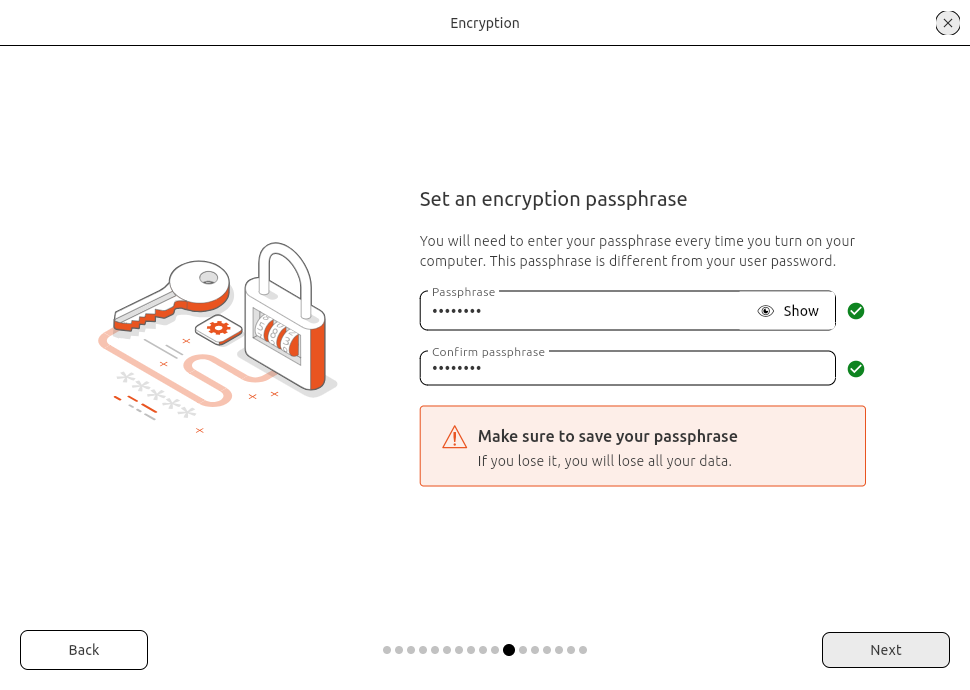 Encryption
Set an encryption passphrase
You will need to enter your passphrase every time you turn on your
computer. This passphrase is different from your user password.
Passphrase
••••••••
Show
Confirm passphrase
••••••••
Make sure to save your passphrase
If you lose it, you will lose all your data.
Back
Next